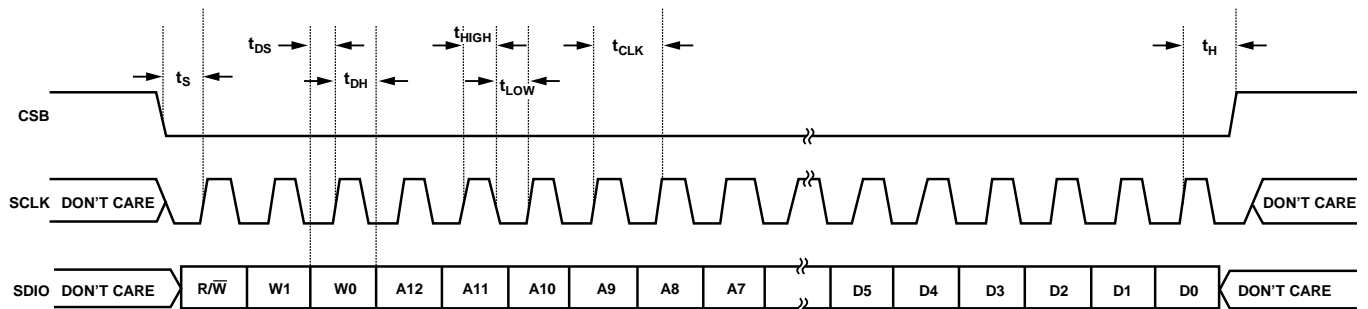 tDS
tHIGH
tCLK
tH
tS
tDH
tLOW
CSB
SCLK DON'T CARE
DON'T CARE
SDIO DON'T CARE R/W̅ W1 W0 A12 A11 A10 A9 A8 A7 D5 D4 D3 D2 D1 D0 DON'T CARE